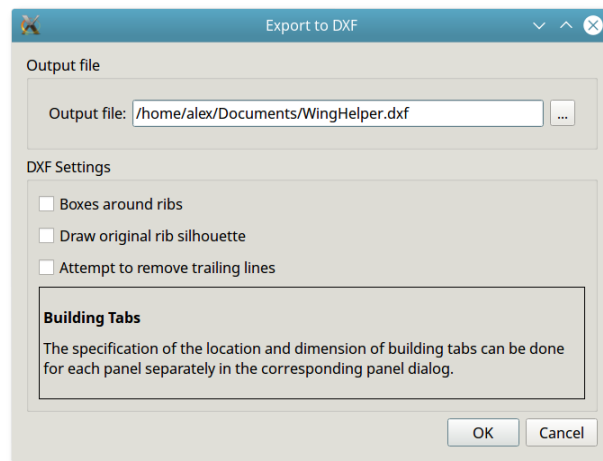 Export to DXF
Output file
Output file: /home/alex/Documents/WingHelper.dxf ...
DXF Settings
Boxes around ribs
Draw original rib silhouette
Attempt to remove trailing lines
Building Tabs
The specification of the location and dimension of building tabs can be done
for each panel separately in the corresponding panel dialog.
OK Cancel